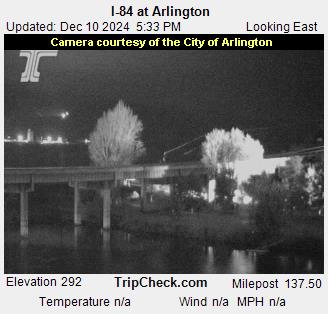 I-84 at Arlington
Updated: Dec 10 2024 5:33 PM Looking East
Camera courtesy of the City of Arlington
Elevation 292 TripCheck.com Milepost 137.50
Temperature n/a Wind n/a MPH n/a